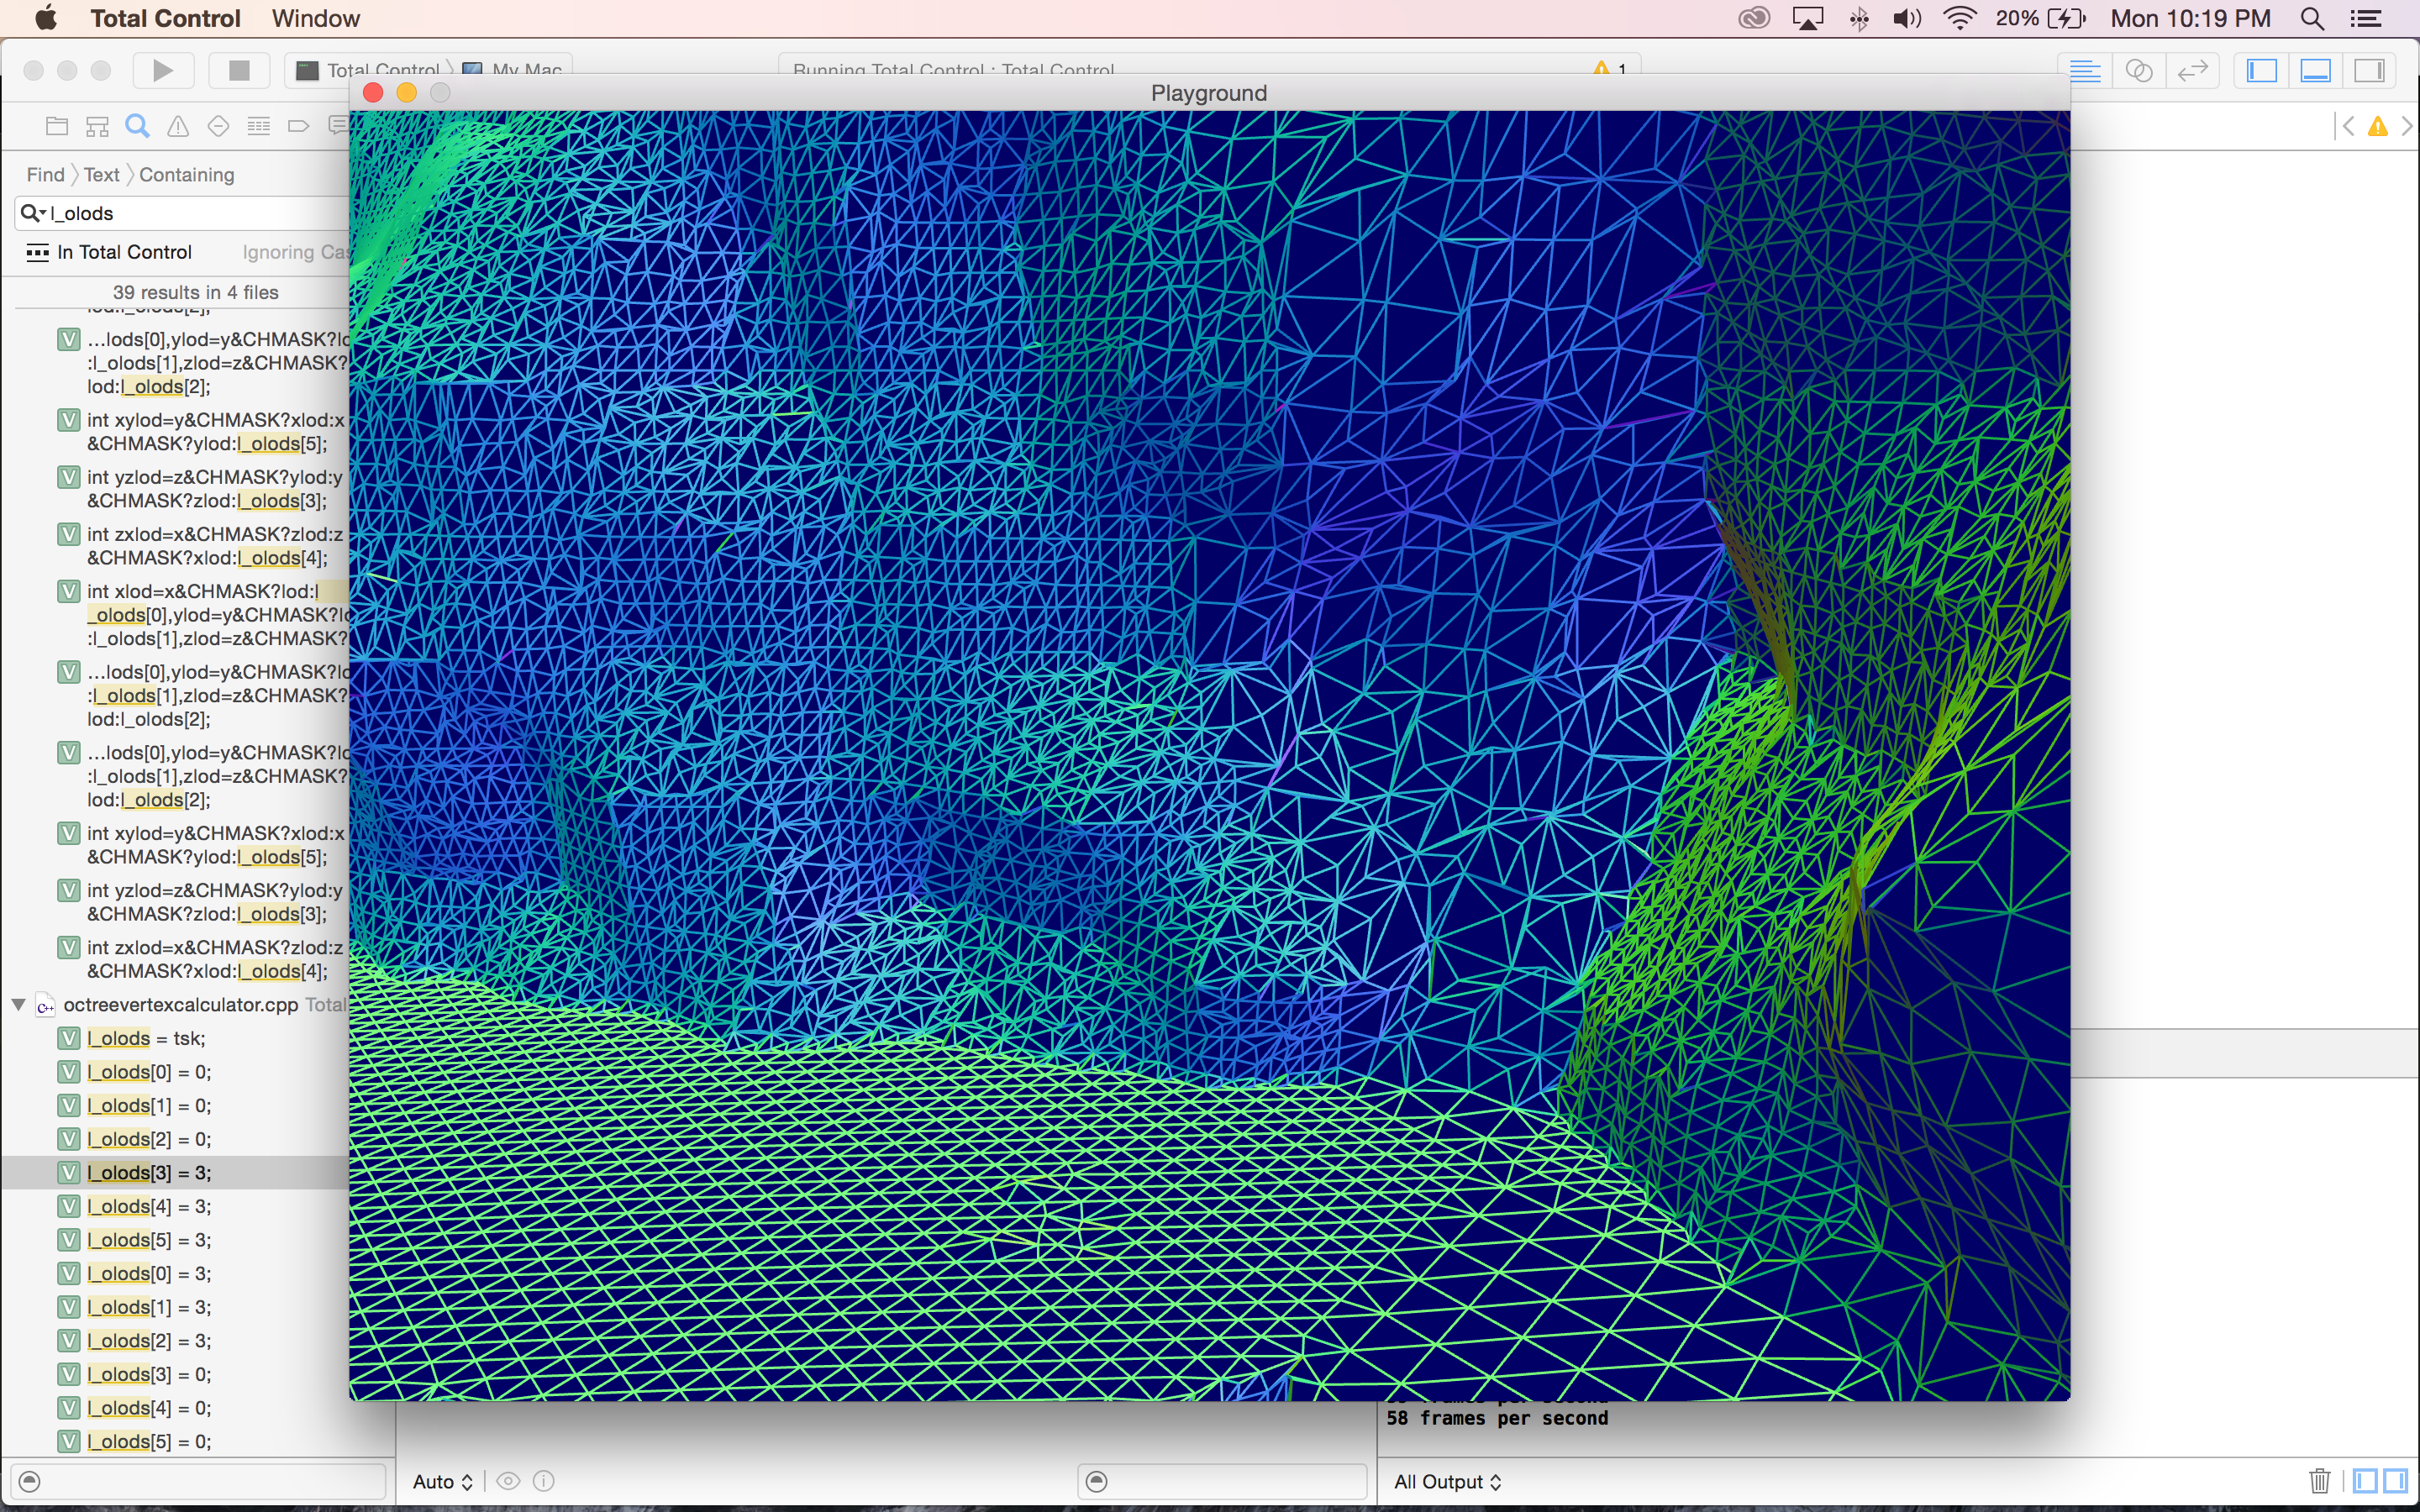 Total Control Window
20% Mon 10:19 PM
Total Control My Mac
Running Total Control : Total Control
1
Playground
Find Text Containing
l_olods
In Total Control Ignoring Cas
39 results in 4 files
lod:l_olods[2];
...lods[0],ylod=y&CHMASK?lo
:l_olods[1],zlod=z&CHMASK?
lod:l_olods[2];
int xylod=y&CHMASK?xlod:x
&CHMASK?ylod:l_olods[5];
int yzlod=z&CHMASK?ylod:y
&CHMASK?zlod:l_olods[3];
int zxlod=x&CHMASK?zlod:z
&CHMASK?xlod:l_olods[4];
int xlod=x&CHMASK?lod:l
_olods[0],ylod=y&CHMASK?lo
:l_olods[1],zlod=z&CHMASK?
...lods[0],ylod=y&CHMASK?lo
:l_olods[1],zlod=z&CHMASK?
lod:l_olods[2];
...lods[0],ylod=y&CHMASK?lo
:l_olods[1],zlod=z&CHMASK?
lod:l_olods[2];
int xylod=y&CHMASK?xlod:x
&CHMASK?ylod:l_olods[5];
int yzlod=z&CHMASK?ylod:y
&CHMASK?zlod:l_olods[3];
int zxlod=x&CHMASK?zlod:z
&CHMASK?xlod:l_olods[4];
C++ octreevertexcalculator.cpp Total
l_olods = tsk;
l_olods[0] = 0;
l_olods[1] = 0;
l_olods[2] = 0;
l_olods[3] = 3;
l_olods[4] = 3;
l_olods[5] = 3;
l_olods[0] = 3;
l_olods[1] = 3;
l_olods[2] = 3;
l_olods[3] = 0;
l_olods[4] = 0;
l_olods[5] = 0;
frames per second
58 frames per second
Auto
All Output